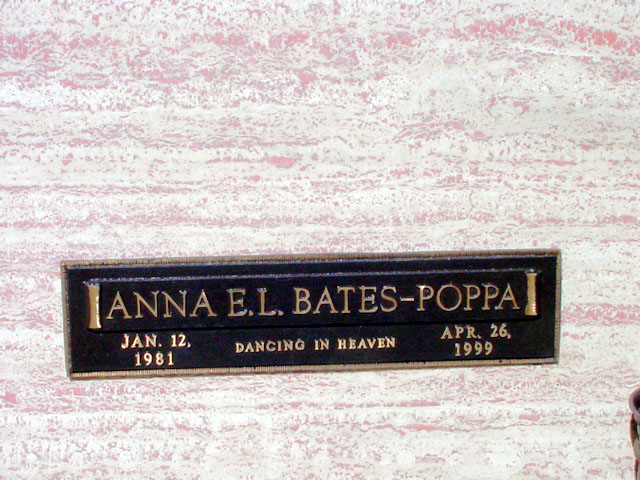 ANNA E.L. BATES-POPPA
JAN. 12, 1981
DANCING IN HEAVEN
APR. 26, 1999